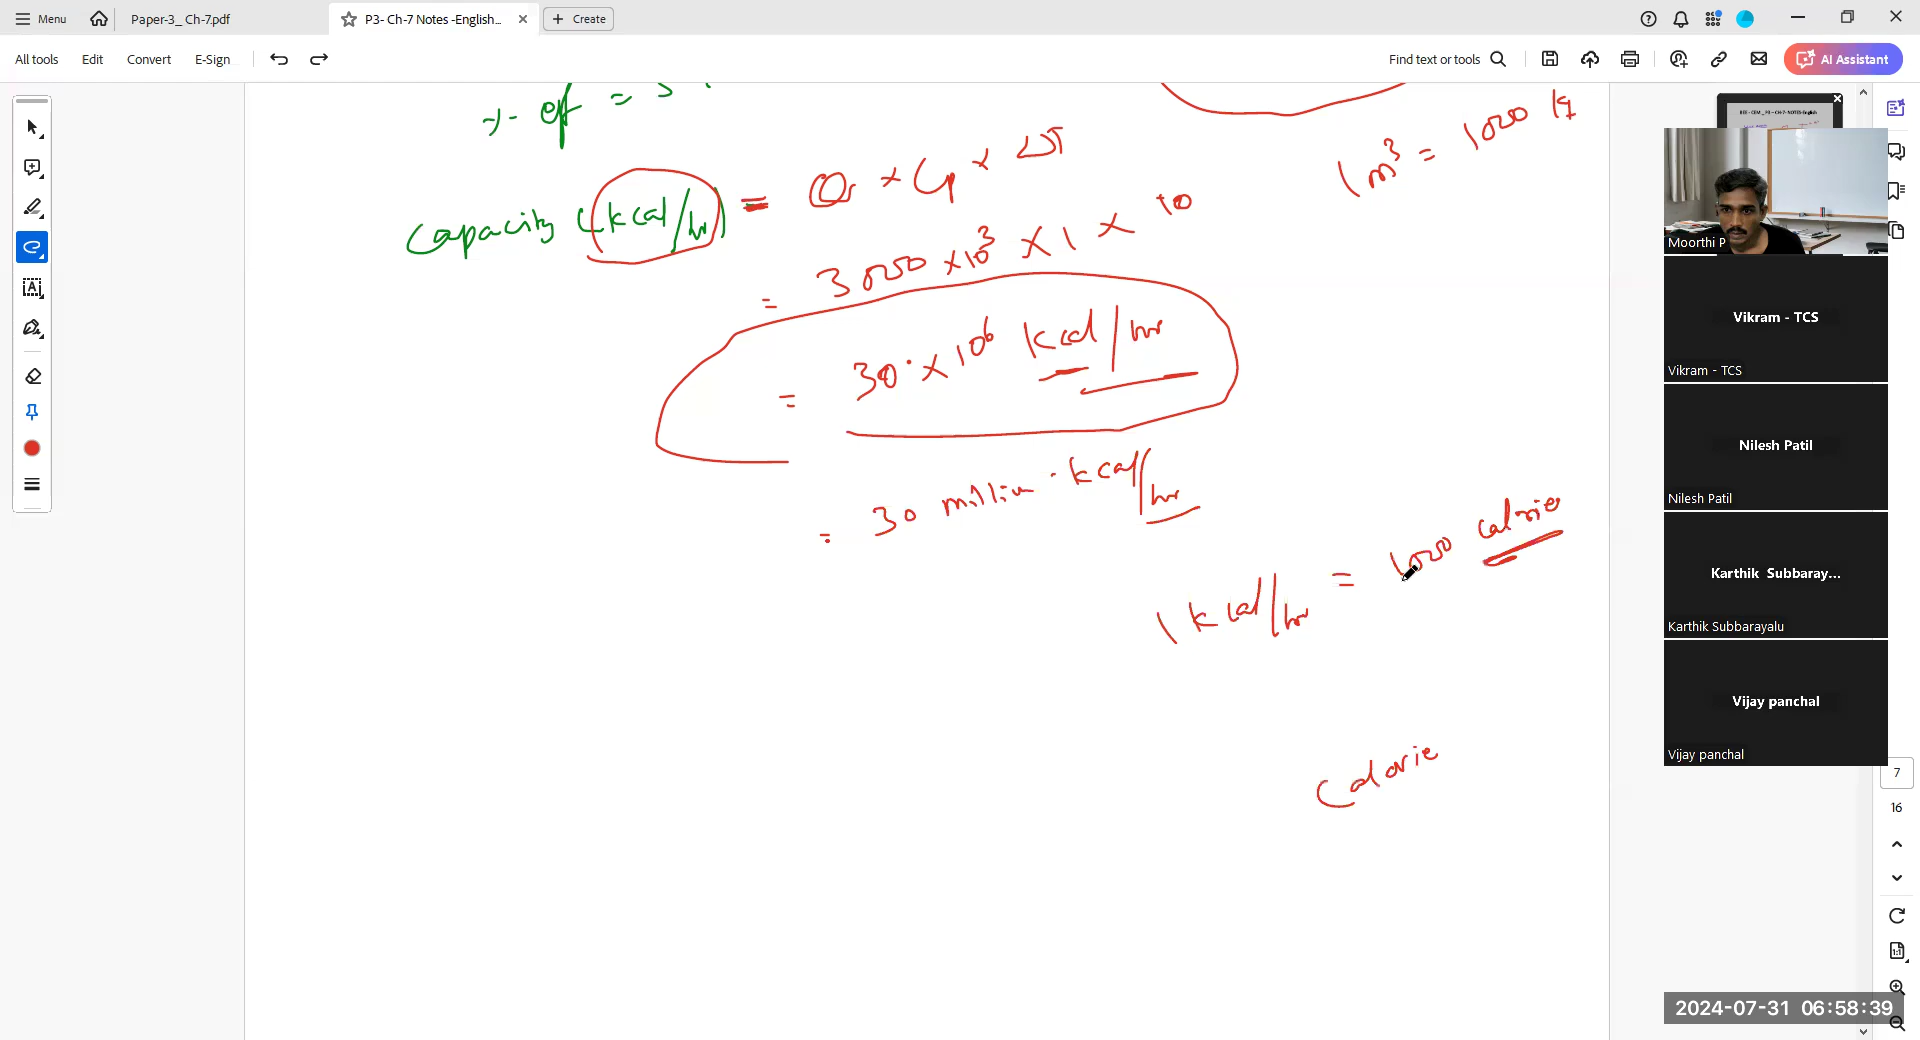 Menu
Paper-3_ Ch-7.pdf
P3- Ch-7 Notes -English...
Create
All tools
Edit
Convert
E-Sign
Find text or tools
AI Assistant
% ef =
Capacity (kcal/hr) = Q × Cp × ΔT
1 m³ = 1000 kg
= 3000 × 10³ × 1 × 10
= 30 × 10⁶ kcal/hr
= 30 million kcal/hr
1 kcal/hr = 1000 calorie
Calorie
Moorthi P
Vikram - TCS
Vikram - TCS
Nilesh Patil
Nilesh Patil
Karthik Subbaray...
Karthik Subbarayalu
Vijay panchal
Vijay panchal
7
16
1:1
2024-07-31 06:58:39